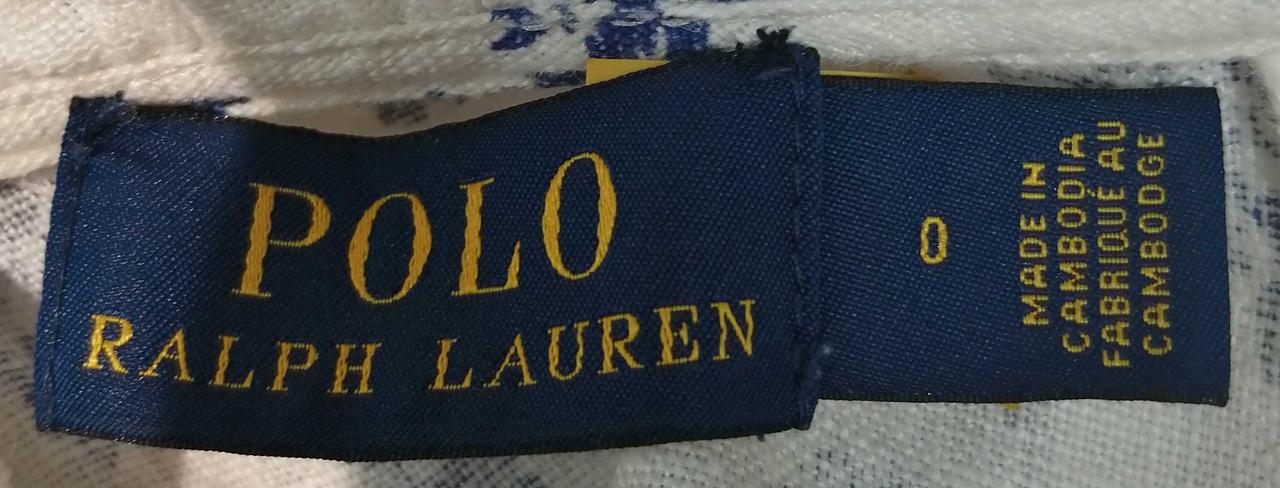 POLO
RALPH LAUREN
0
MADE IN
CAMBODIA
FABRIQUÉ AU
CAMBODGE